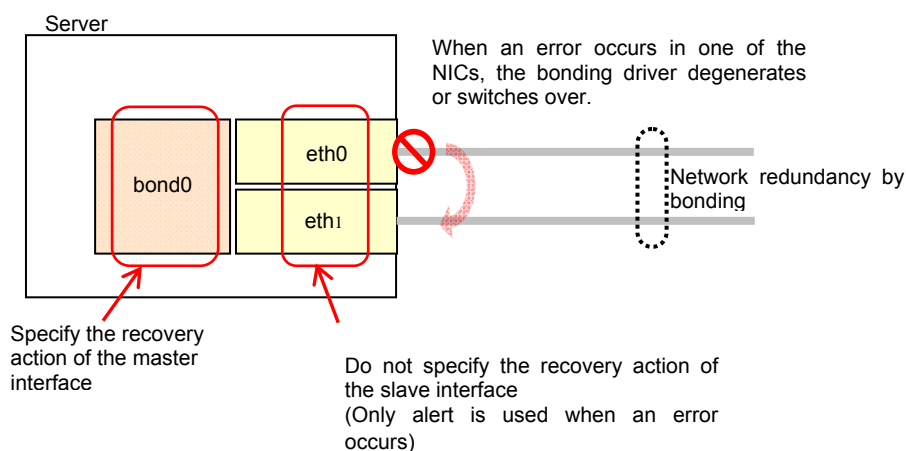 Server
When an error occurs in one of the
NICs, the bonding driver degenerates
or switches over.
eth0
bond0
eth1
Network redundancy by
bonding
Specify the recovery
action of the master
interface
Do not specify the recovery action of
the slave interface
(Only alert is used when an error
occurs)